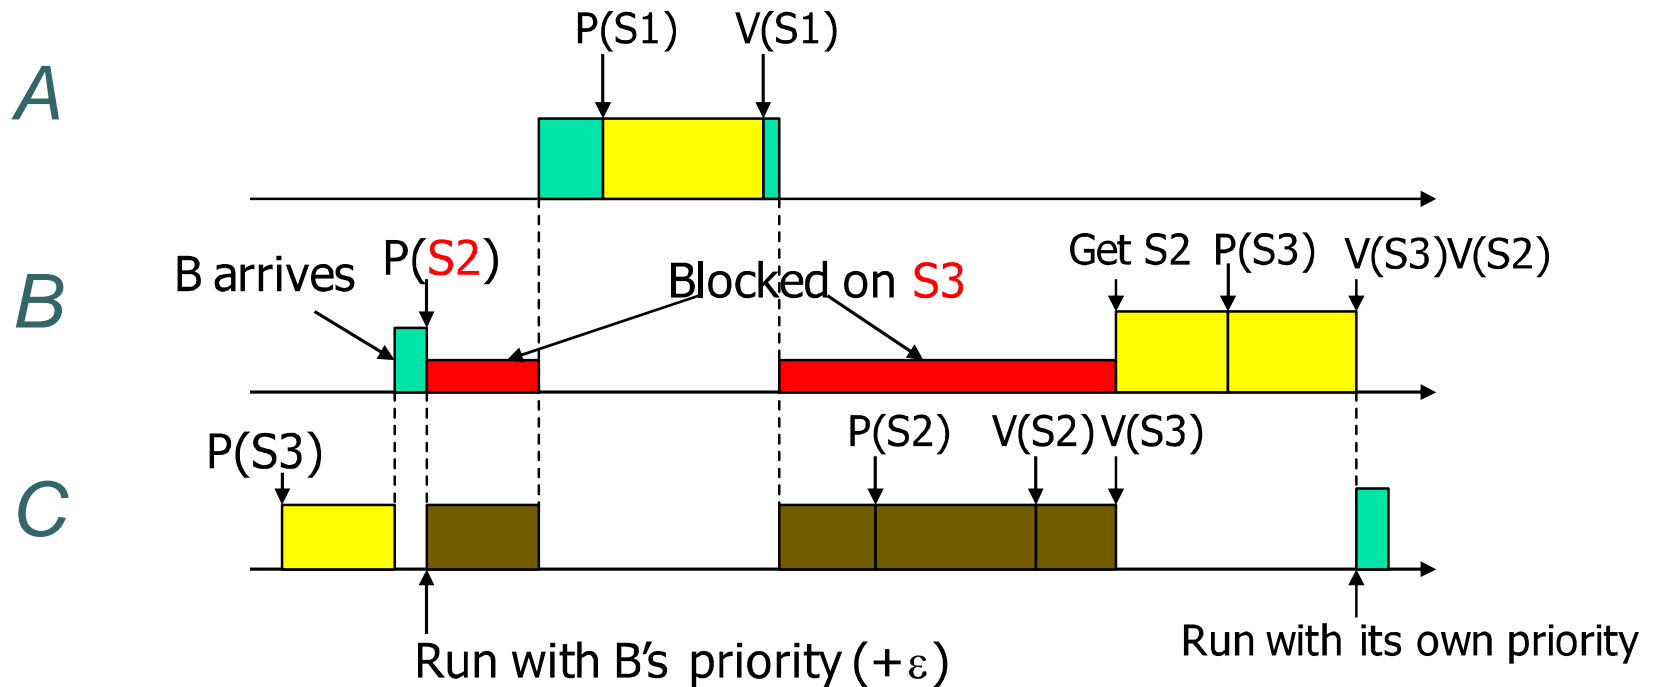 P(S1) V(S1)
A
B arrives P(S2) Blocked on S3 Get S2 P(S3) V(S3)V(S2)
B
P(S3) P(S2) V(S2) V(S3)
C
Run with B's priority (+ε) Run with its own priority